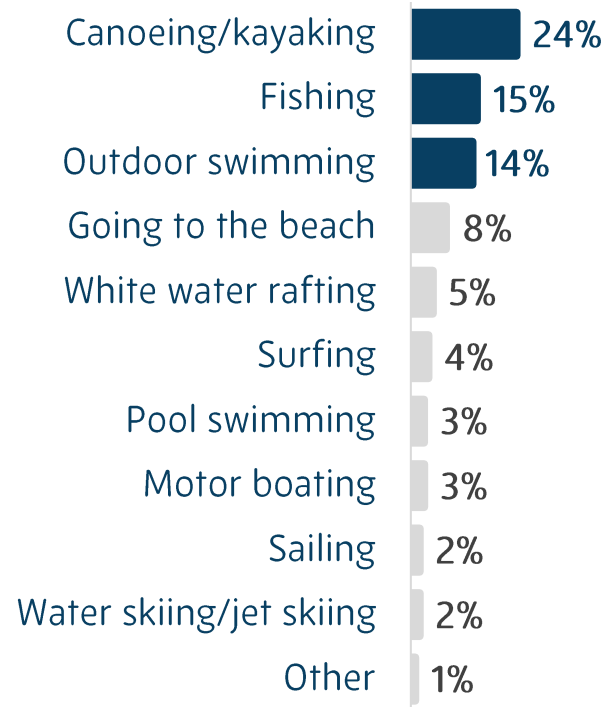 Canoeing/kayaking 24%
Fishing 15%
Outdoor swimming 14%
Going to the beach 8%
White water rafting 5%
Surfing 4%
Pool swimming 3%
Motor boating 3%
Sailing 2%
Water skiing/jet skiing 2%
Other 1%